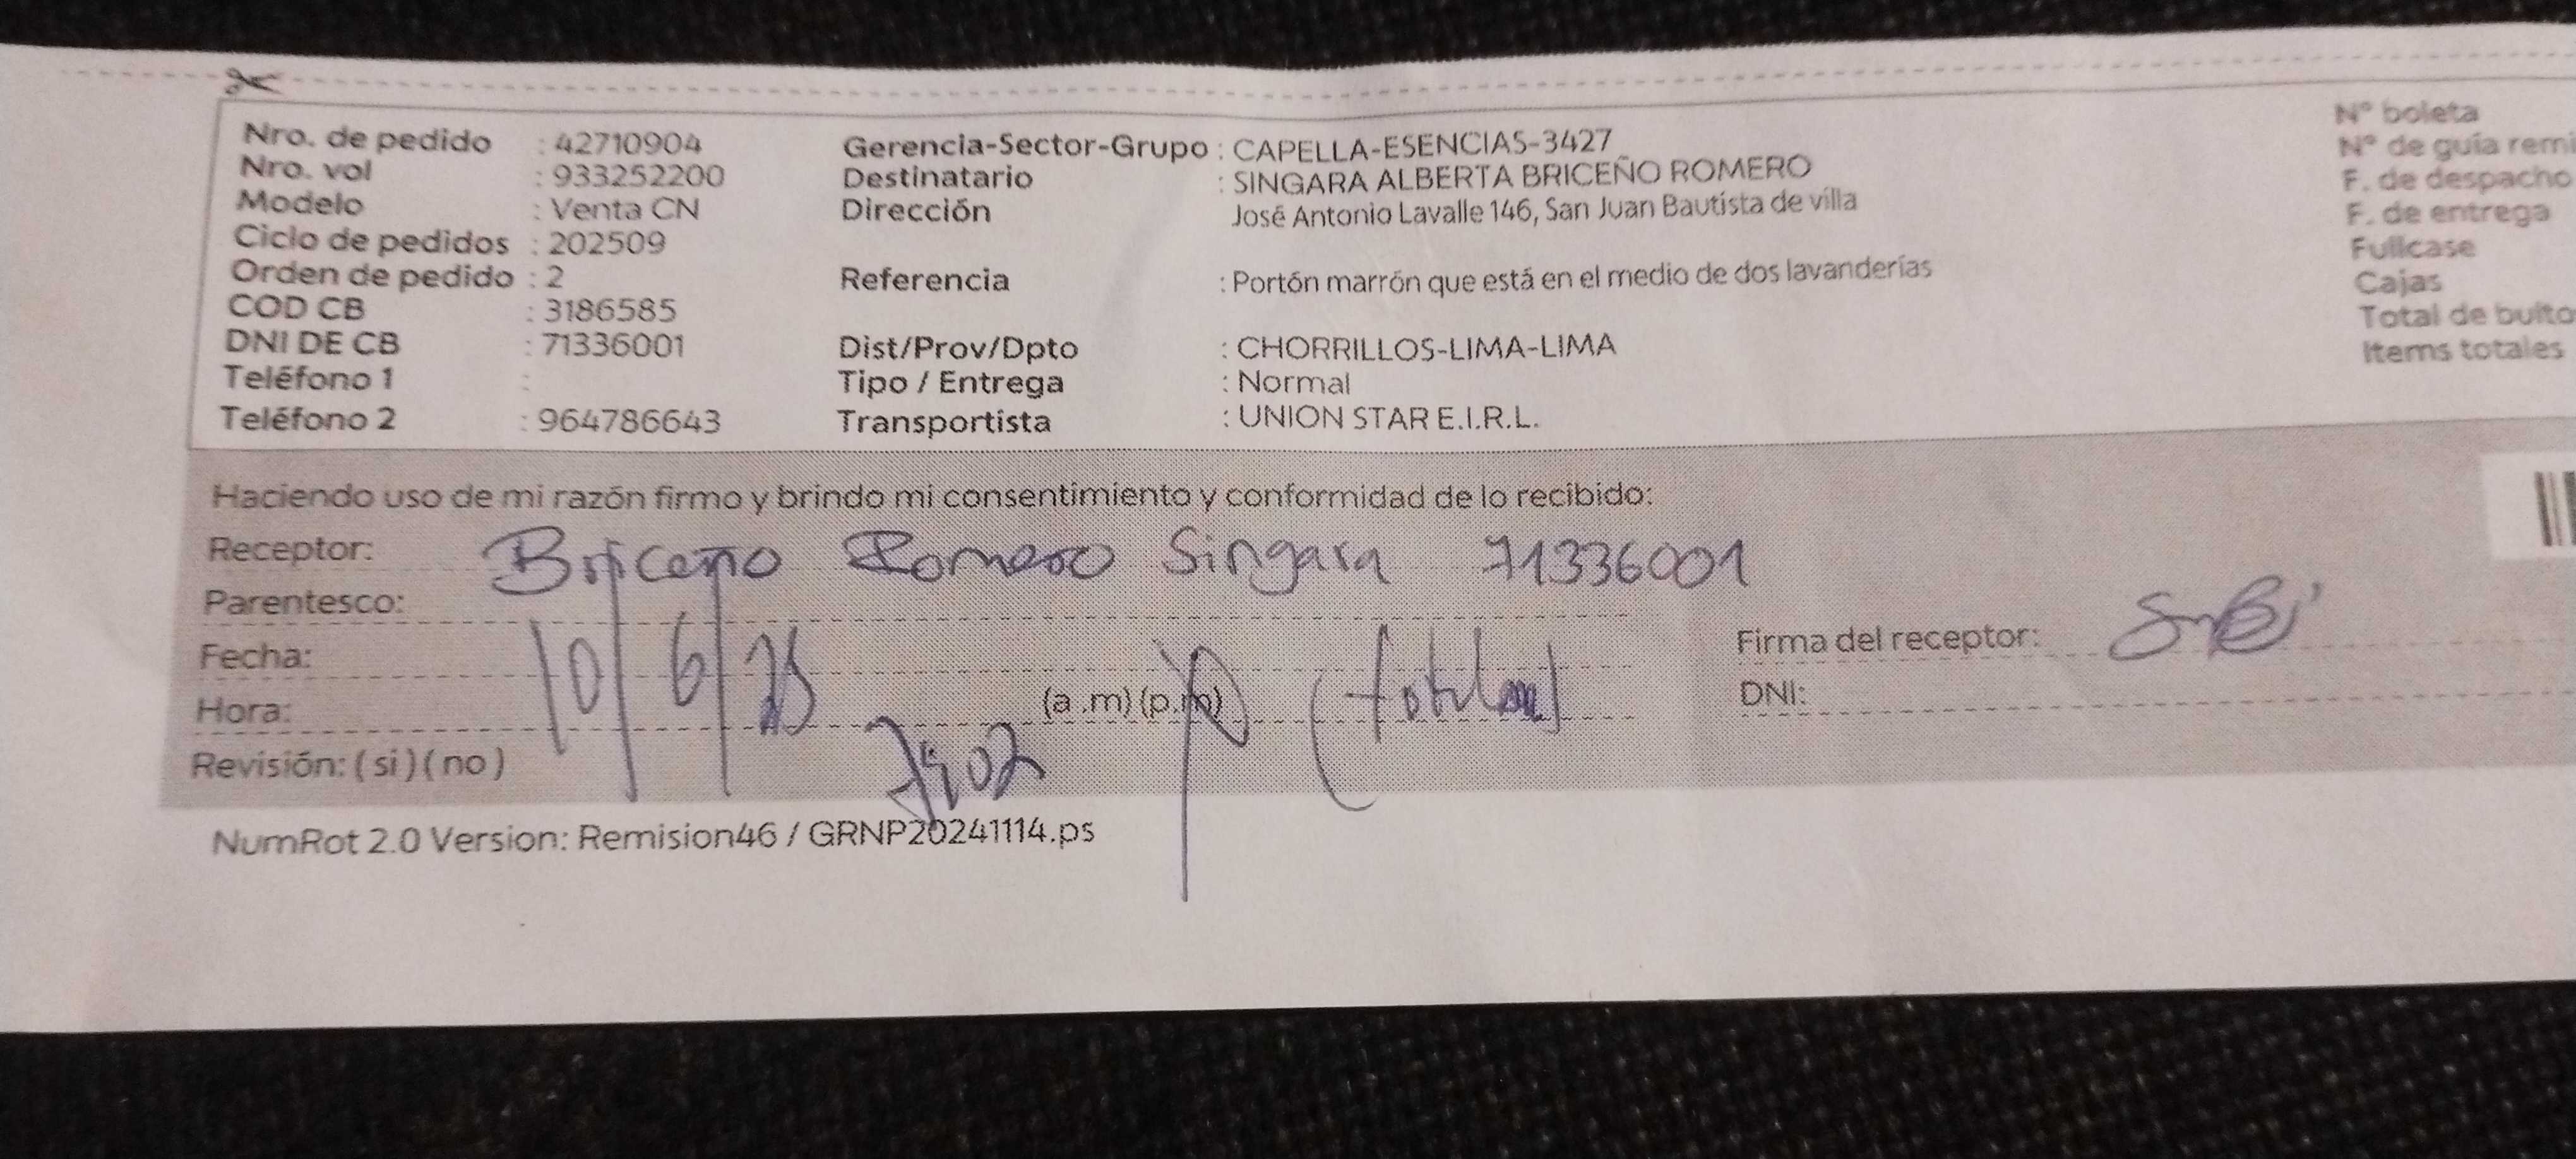 Nro. de pedido : 42710904
Nro. vol : 933252200
Modelo : Venta CN
Ciclo de pedidos : 202509
Orden de pedido : 2
COD CB : 3186585
DNI DE CB : 71336001
Teléfono 1 :
Teléfono 2 : 964786643
Gerencia-Sector-Grupo : CAPELLA-ESENCIAS-3427
Destinatario : SINGARA ALBERTA BRICEÑO ROMERO
Dirección José Antonio Lavalle 146, San Juan Bautista de villa
Referencia : Portón marrón que está en el medio de dos lavanderías
Dist/Prov/Dpto : CHORRILLOS-LIMA-LIMA
Tipo / Entrega : Normal
Transportista : UNION STAR E.I.R.L.
N° boleta
N° de guía remi
F. de despacho
F. de entrega
Fullcase
Cajas
Total de bulto
Items totales
Haciendo uso de mi razón firmo y brindo mi consentimiento y conformidad de lo recibido:
Receptor: Briceño Romero Singara 71336001
Parentesco:
Fecha: 10/6/25
Hora: (a .m) (p.m)
Revisión: ( si ) ( no )
Firma del receptor:
DNI:
NumRot 2.0 Version: Remision46 / GRNP20241114.ps